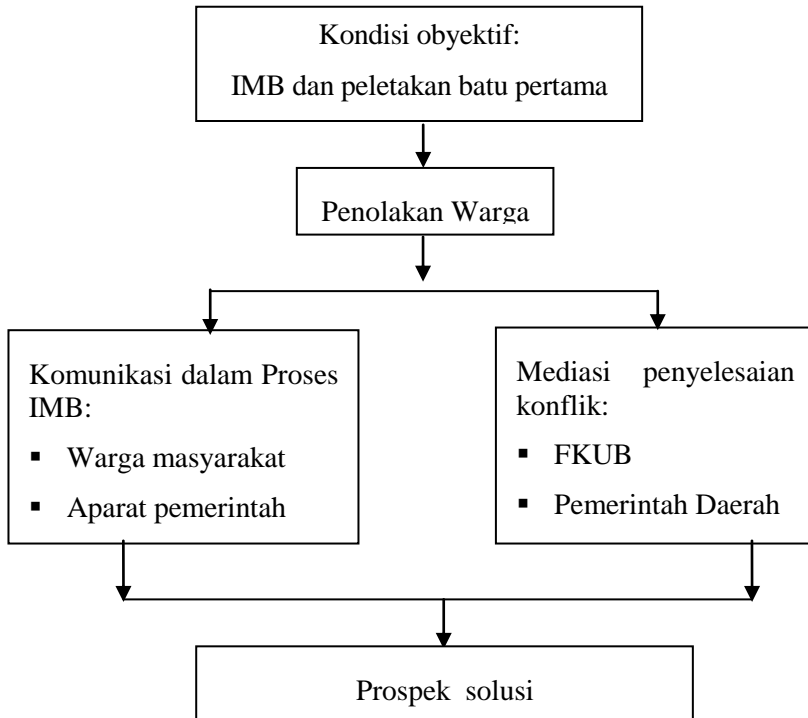 Kondisi obyektif:
IMB dan peletakan batu pertama
Penolakan Warga
Komunikasi dalam Proses
IMB:
▪ Warga masyarakat
▪ Aparat pemerintah
Mediasi penyelesaian
konflik:
▪ FKUB
▪ Pemerintah Daerah
Prospek solusi